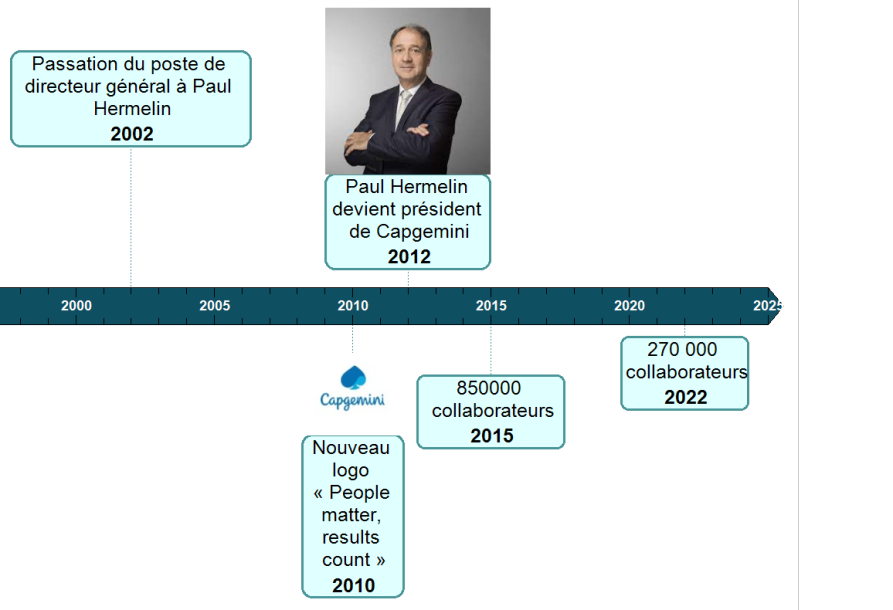 Passation du poste de
directeur général à Paul
Hermelin
2002
Paul Hermelin
devient président
de Capgemini
2012
2000
2005
2010
2015
2020
2025
Capgemini
Nouveau
logo
« People
matter,
results
count »
2010
850000
collaborateurs
2015
270 000
collaborateurs
2022